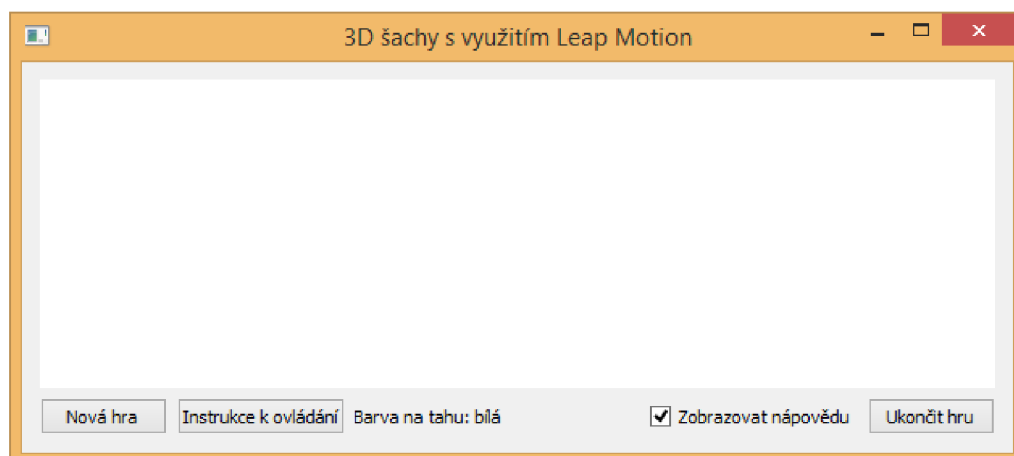 3D šachy s využitím Leap Motion
Nová hra Instrukce k ovládání Barva na tahu: bílá Zobrazovat nápovědu Ukončit hru